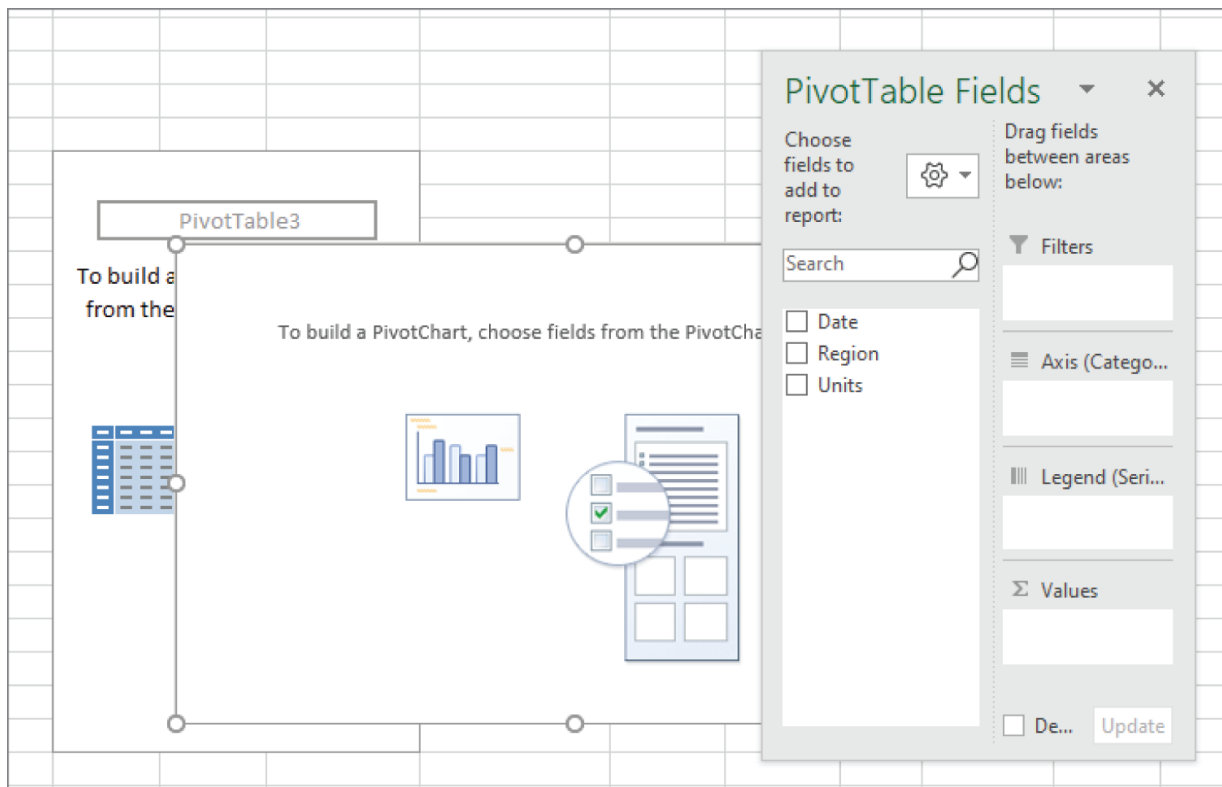 PivotTable3
To build a
from the
To build a PivotChart, choose fields from the PivotCha
PivotTable Fields
Choose
fields to
add to
report:
Search
Date
Region
Units
Drag fields
between areas
below:
Filters
Axis (Catego...
Legend (Seri...
Σ Values
De...
Update